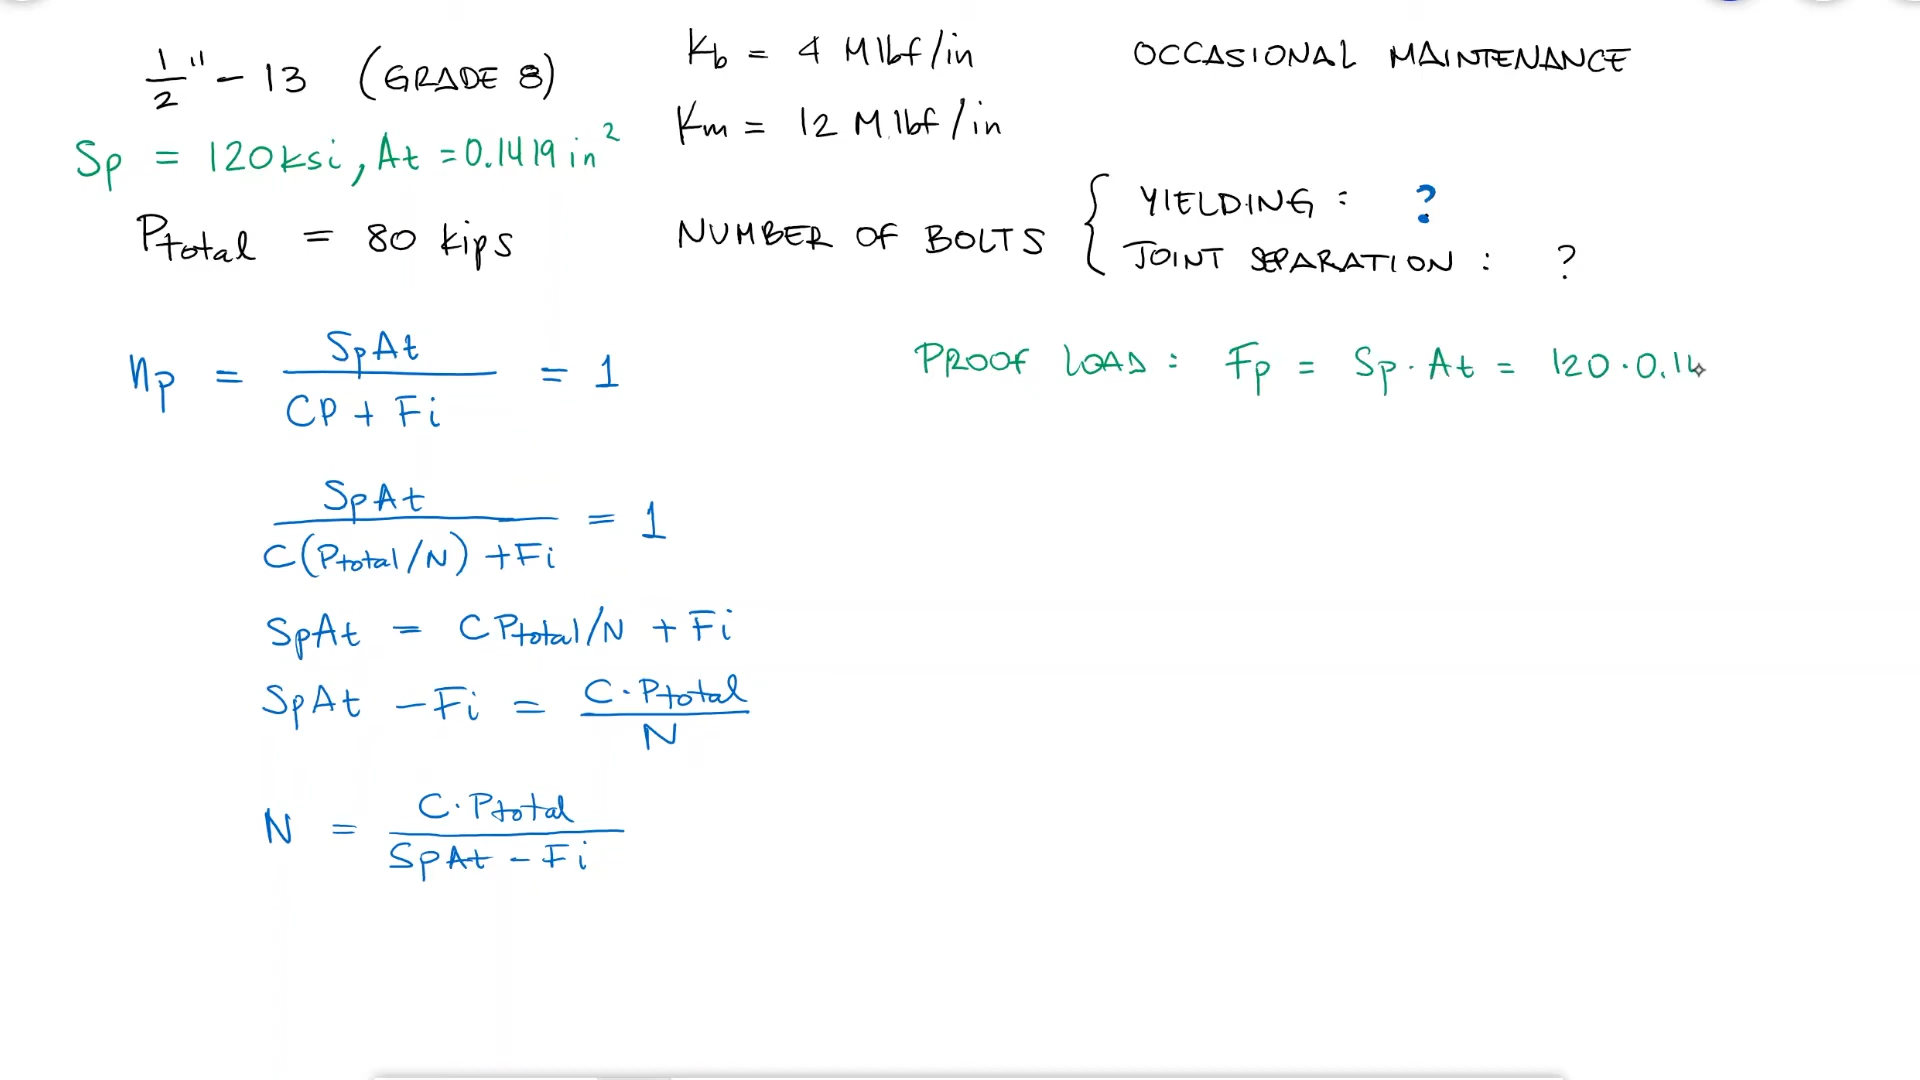 1/2" - 13 (GRADE 8)
Kb = 4 Mlbf/in
OCCASIONAL MAINTENANCE
Km = 12 Mlbf/in
Sp = 120ksi, At = 0.1419 in²
Ptotal = 80 kips
NUMBER OF BOLTS { YIELDING : ?
JOINT SEPARATION : ?
np = SpAt / (CP + Fi) = 1
PROOF LOAD : Fp = Sp · At = 120 · 0.14
SpAt / (C(Ptotal/N) + Fi) = 1
SpAt = C Ptotal/N + Fi
SpAt - Fi = C · Ptotal / N
N = C · Ptotal / (SpAt - Fi)